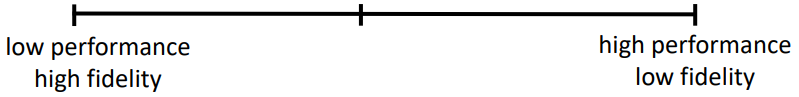 low performance
high fidelity
high performance
low fidelity